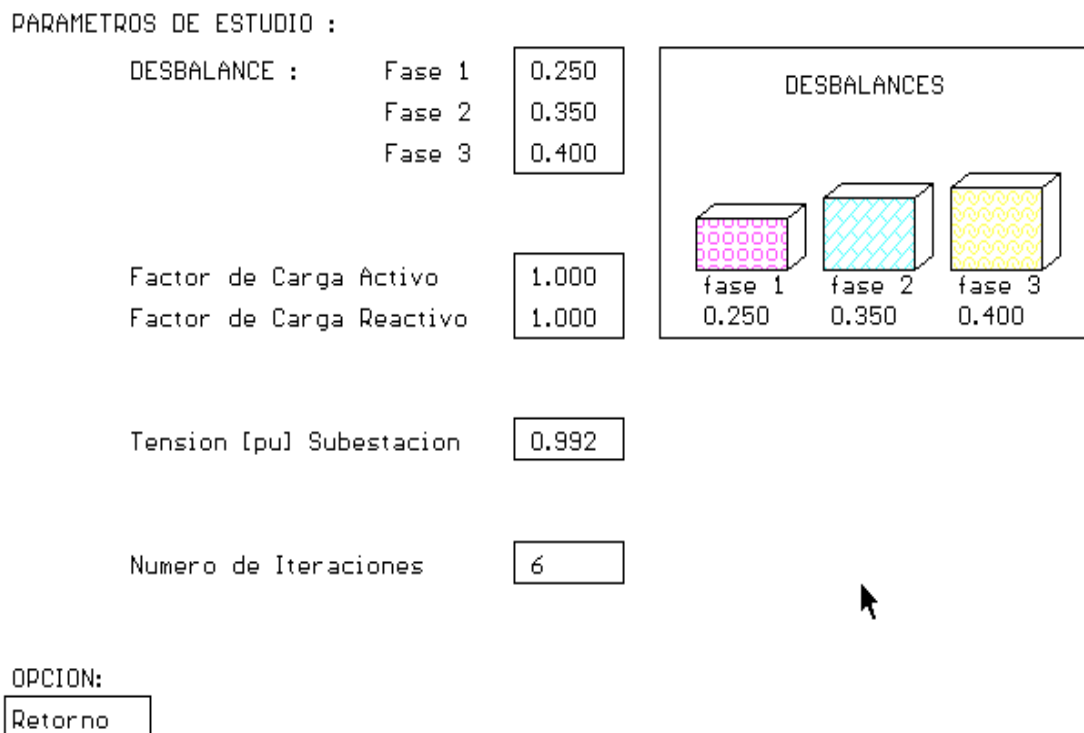 PARAMETROS DE ESTUDIO :
DESBALANCE : Fase 1 0.250
Fase 2 0.350
Fase 3 0.400
DESBALANCES
fase 1 fase 2 fase 3
0.250 0.350 0.400
Factor de Carga Activo 1.000
Factor de Carga Reactivo 1.000
Tension [pu] Subestacion 0.992
Numero de Iteraciones 6
OPCION:
Retorno